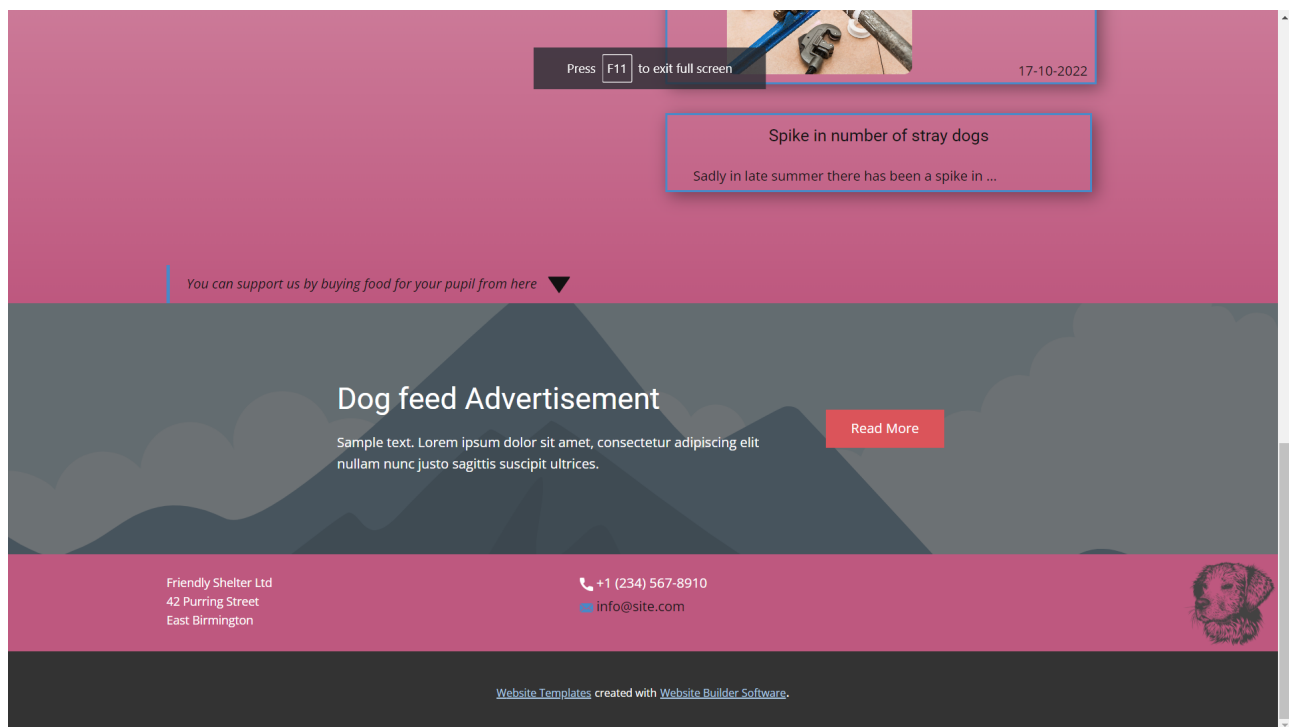 Press F11 to exit full screen
17-10-2022
Spike in number of stray dogs
Sadly in late summer there has been a spike in ...
You can support us by buying food for your pupil from here
Dog feed Advertisement
Sample text. Lorem ipsum dolor sit amet, consectetur adipiscing elit
nullam nunc justo sagittis suscipit ultrices.
Read More
Friendly Shelter Ltd
42 Purring Street
East Birmington
+1 (234) 567-8910
info@site.com
Website Templates created with Website Builder Software.